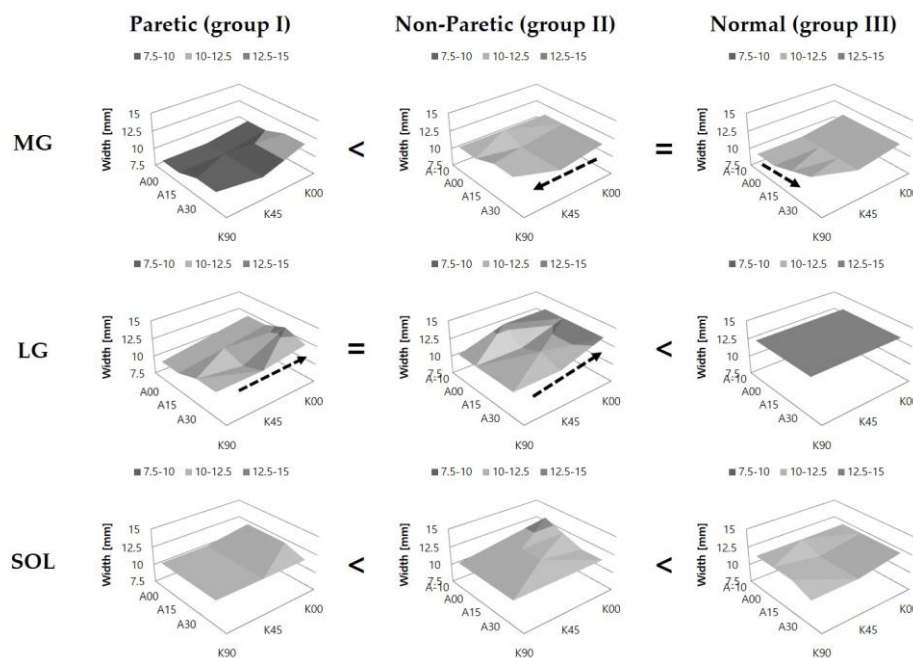 Paretic (group I) Non-Paretic (group II) Normal (group III)
7.5-10 10-12.5 12.5-15 7.5-10 10-12.5 12.5-15 7.5-10 10-12.5 12.5-15
MG
Width [mm] 15 12.5 10 7.5 A00 A15 A30 K90 K45 K00
<
Width [mm] 15 12.5 10 7.5 A-10 A00 A15 A30 K90 K45 K00
=
Width [mm] 15 12.5 10 7.5 A-10 A00 A15 A30 K90 K45 K00
7.5-10 10-12.5 12.5-15 7.5-10 10-12.5 12.5-15 7.5-10 10-12.5 12.5-15
LG
Width [mm] 15 12.5 10 7.5 A00 A15 A30 K90 K45 K00
=
Width [mm] 15 12.5 10 7.5 A-10 A00 A15 A30 K90 K45 K00
<
Width [mm] 15 12.5 10 7.5 A-10 A00 A15 A30 K90 K45 K00
7.5-10 10-12.5 12.5-15 7.5-10 10-12.5 12.5-15 7.5-10 10-12.5 12.5-15
SOL
Width [mm] 15 12.5 10 7.5 A00 A15 A30 K90 K45 K00
<
Width [mm] 15 12.5 10 7.5 A-10 A00 A15 A30 K90 K45 K00
<
Width [mm] 15 12.5 10 7.5 A-10 A00 A15 A30 K90 K45 K00